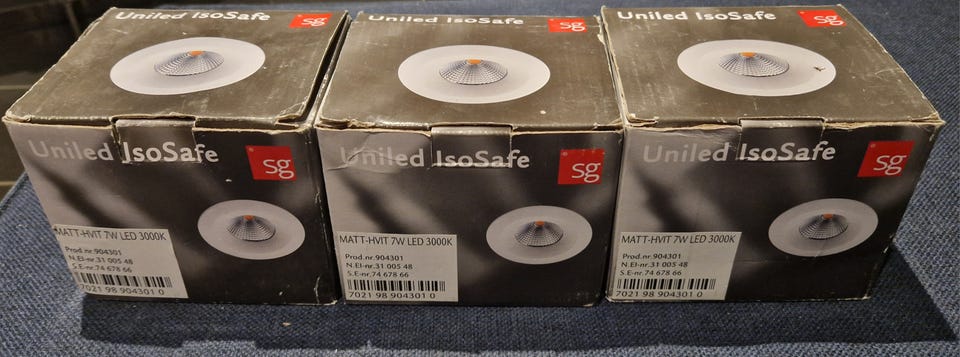 Uniled IsoSafe
sg
Uniled IsoSafe
sg
Uniled IsoSafe
sg
Uniled IsoSafe
sg
MATT-HVIT 7W LED 3000K
Prod.nr.904301
N.El-nr.31 005 48
S.E-nr.74 678 66
7021 98 904301 0
Uniled IsoSafe
sg
MATT-HVIT 7W LED 3000K
Prod.nr.904301
N.El-nr.31 005 48
S.E-nr.74 678 66
7021 98 904301 0
Uniled IsoSafe
sg
MATT-HVIT 7W LED 3000K
Prod.nr.904301
N.El-nr.31 005 48
S.E-nr.74 678 66
7021 98 904301 0